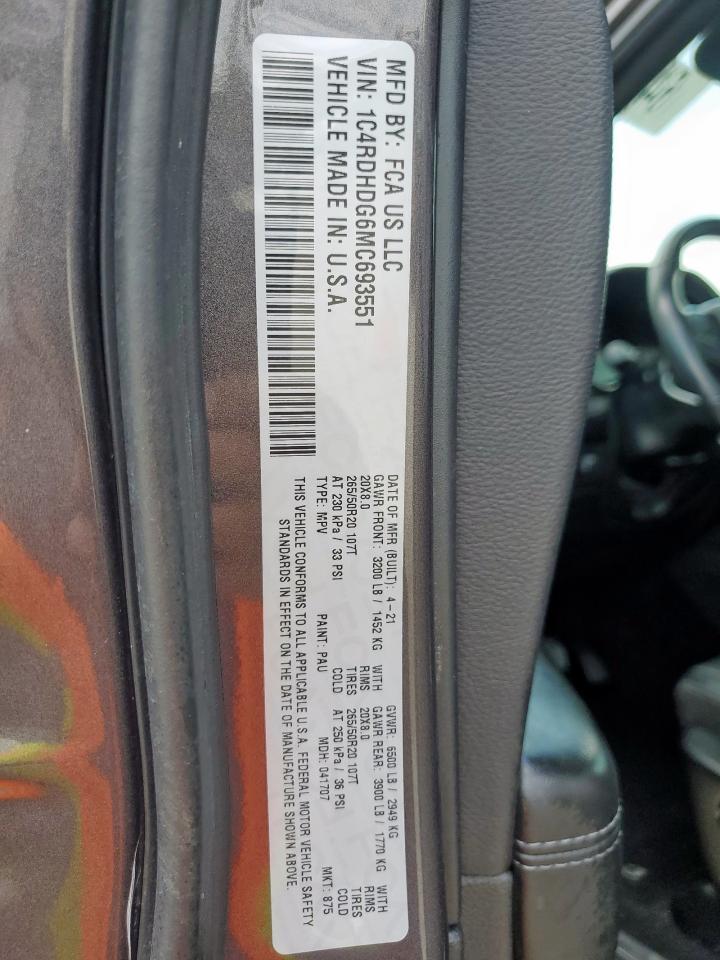 MFD BY: FCA US LLC
VIN: 1C4RDHDG6MC693551
VEHICLE MADE IN: U.S.A.
DATE OF MFR (BUILT): 4-21 GVWR: 6500 LB / 2949 KG
GAWR FRONT: 3200 LB / 1452 KG WITH GAWR REAR: 3900 LB / 1770 KG WITH
20X8.0 RIMS 20X8.0 RIMS
265/50R20 107T TIRES 265/50R20 107T TIRES
AT 230 kPa / 33 PSI COLD AT 250 kPa / 36 PSI COLD
TYPE: MPV PAINT: PAU MDH: 041707 MKT: 875
THIS VEHICLE CONFORMS TO ALL APPLICABLE U.S.A. FEDERAL MOTOR VEHICLE SAFETY
STANDARDS IN EFFECT ON THE DATE OF MANUFACTURE SHOWN ABOVE.